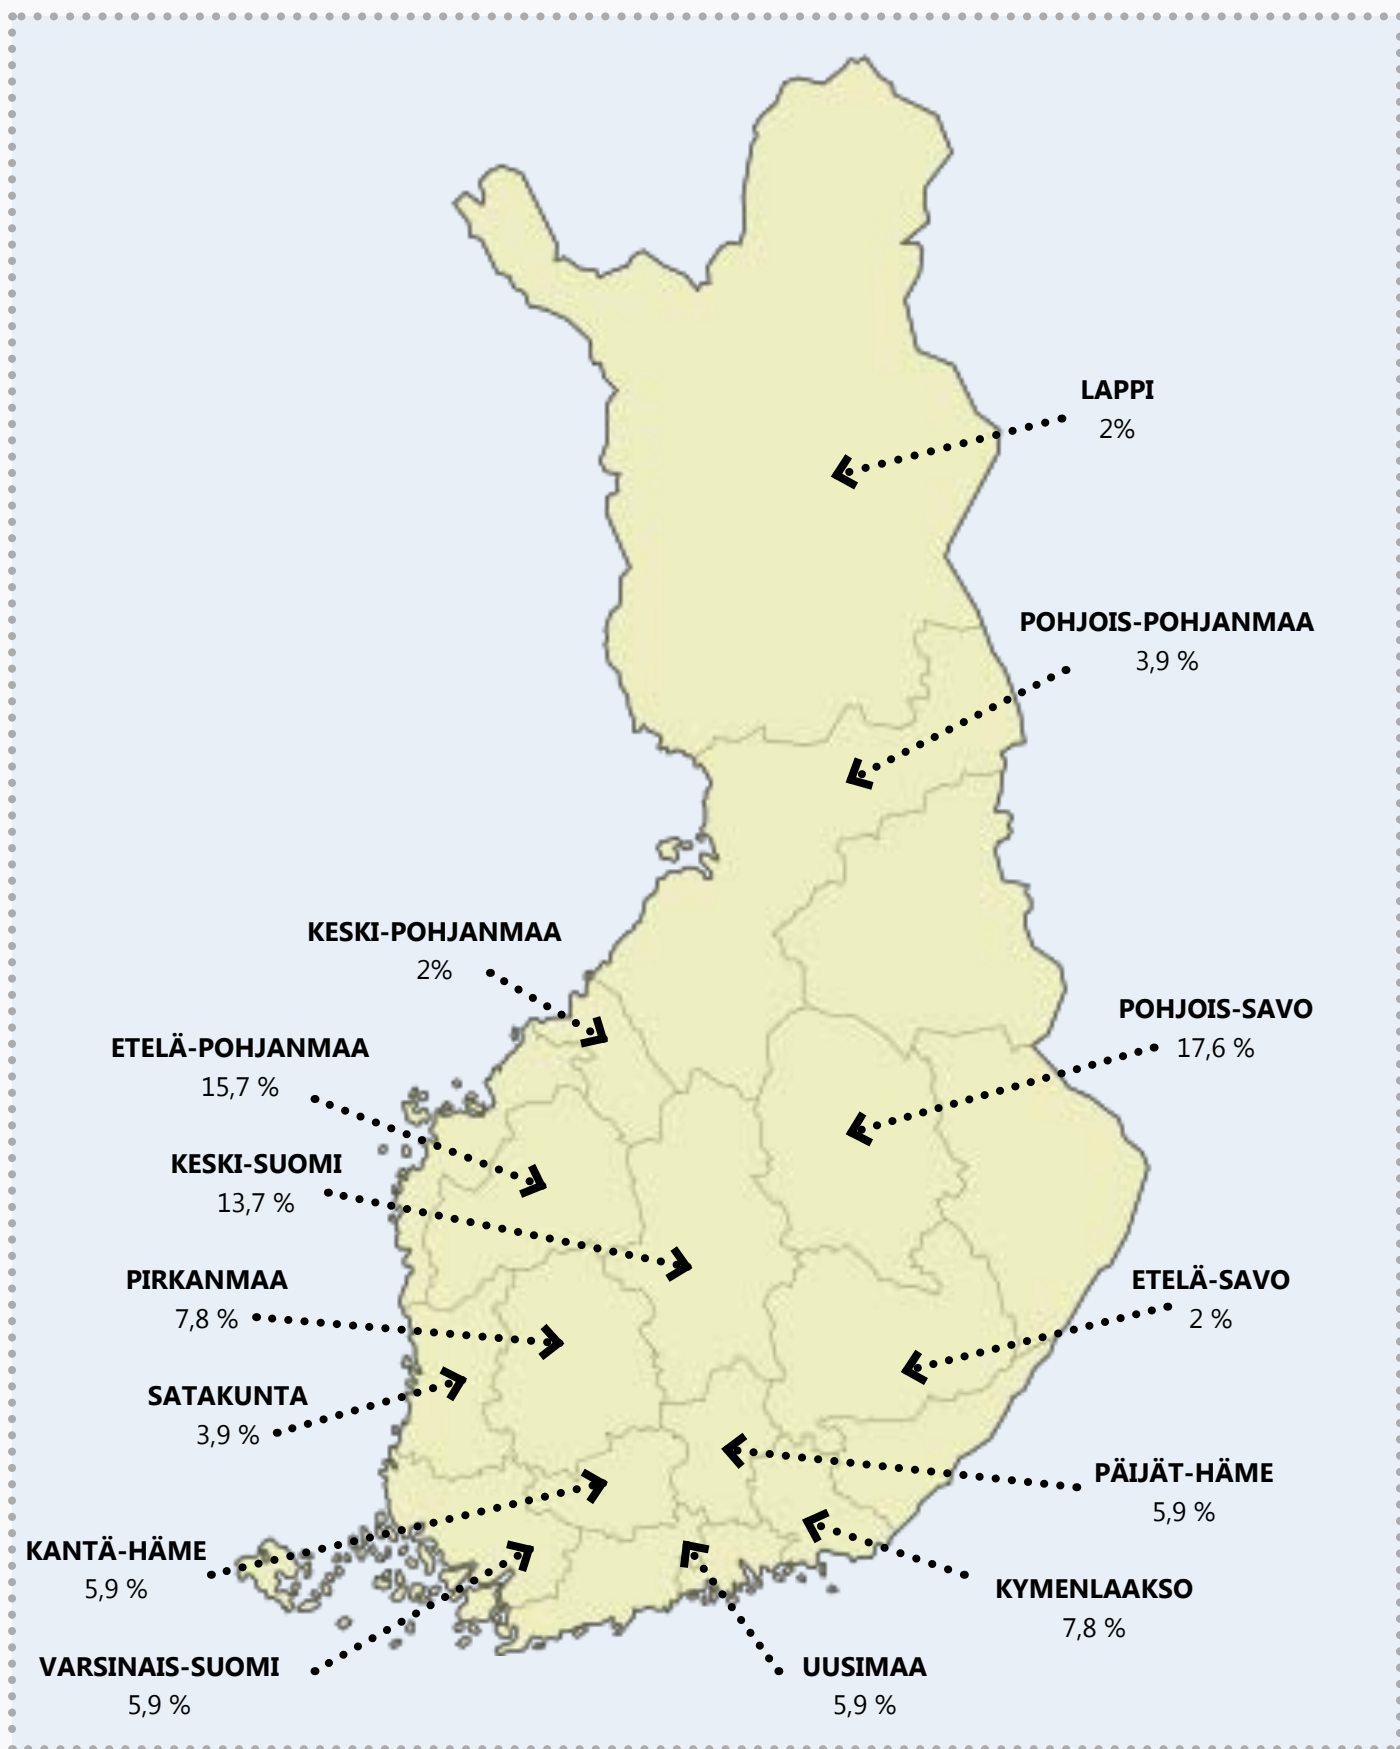 LAPPI
2%
POHJOIS-POHJANMAA
3,9 %
KESKI-POHJANMAA
2%
POHJOIS-SAVO
17,6 %
ETELÄ-POHJANMAA
15,7 %
KESKI-SUOMI
13,7 %
PIRKANMAA
7,8 %
ETELÄ-SAVO
2 %
SATAKUNTA
3,9 %
PÄIJÄT-HÄME
5,9 %
KANTÄ-HÄME
5,9 %
KYMENLAAKSO
7,8 %
VARSINAIS-SUOMI
5,9 %
UUSIMAA
5,9 %